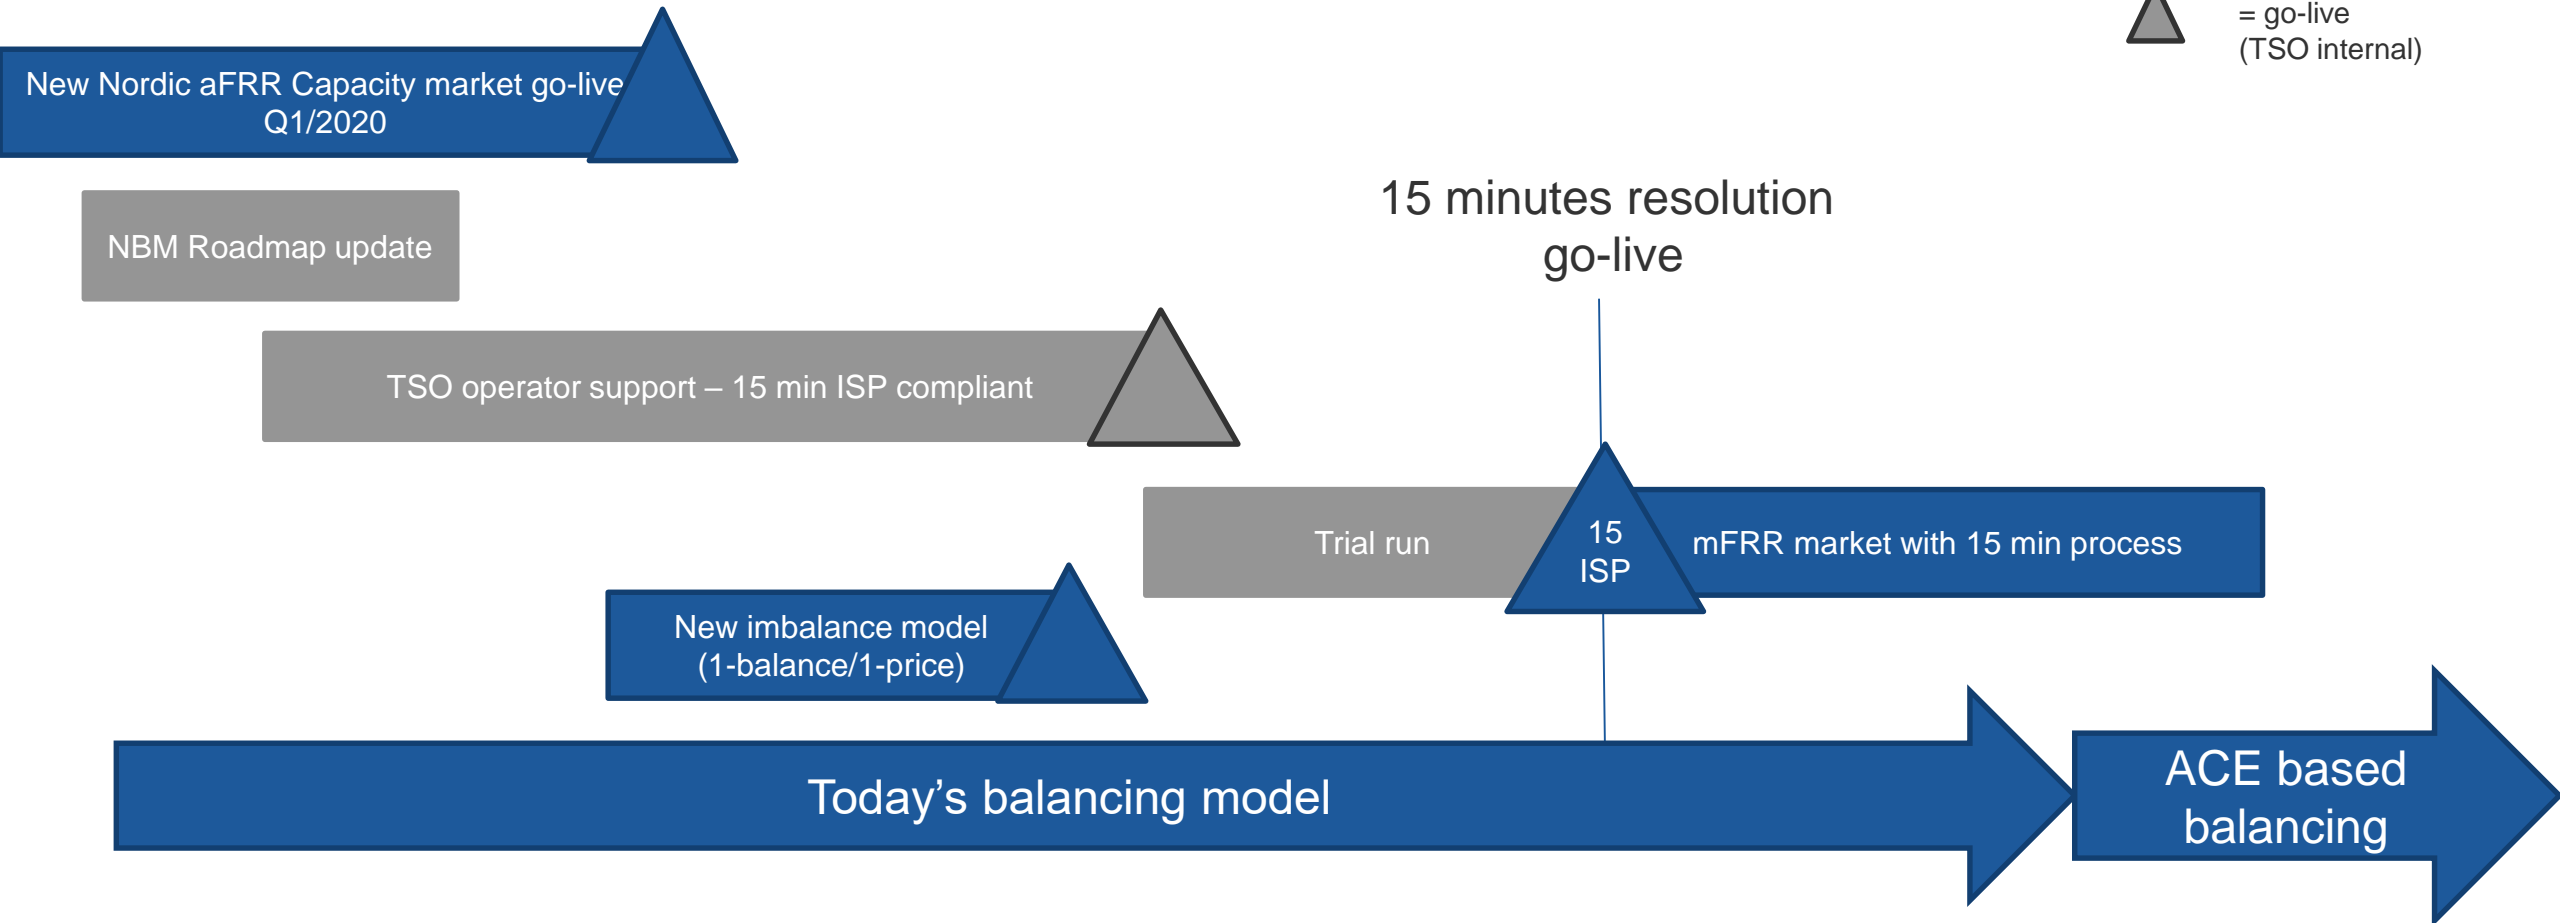 = go-live
(TSO internal)
New Nordic aFRR Capacity market go-live
Q1/2020
15 minutes resolution
go-live
NBM Roadmap update
TSO operator support – 15 min ISP compliant
Trial run
15
ISP
mFRR market with 15 min process
New imbalance model
(1-balance/1-price)
Today’s balancing model
ACE based
balancing